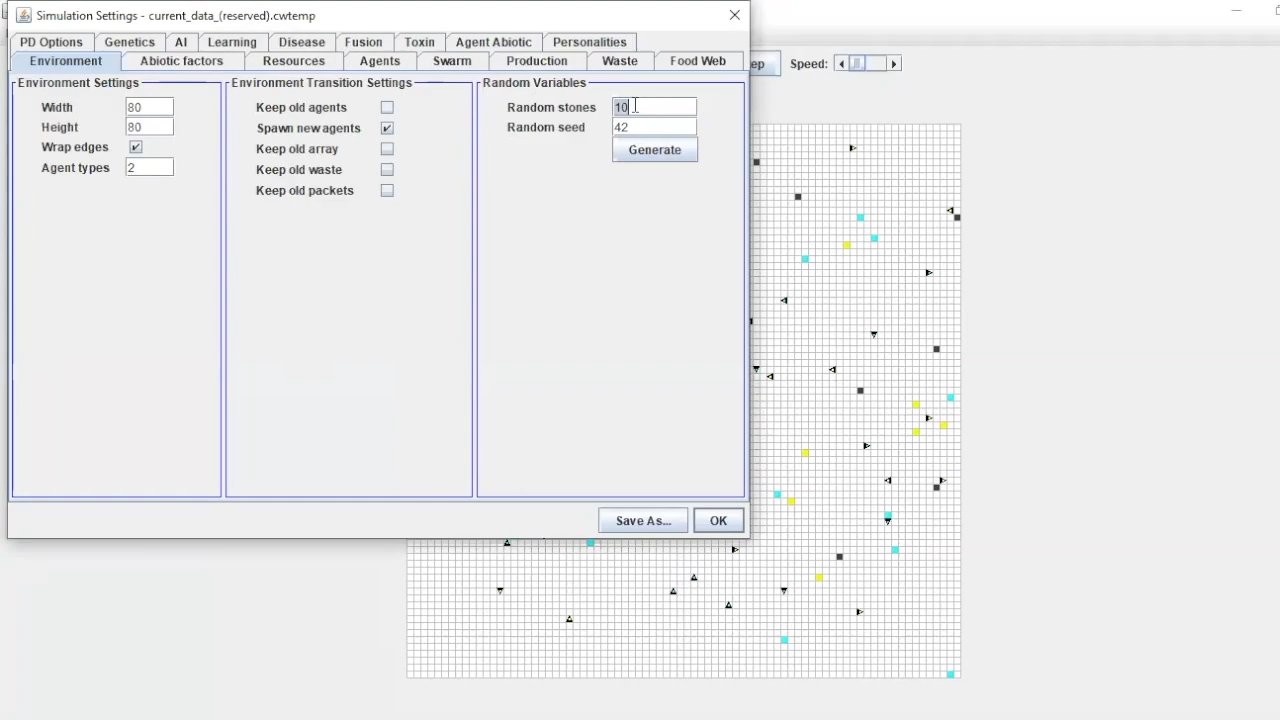 Simulation Settings - current_data_(reserved).cwtemp
PD Options Genetics AI Learning Disease Fusion Toxin Agent Abiotic Personalities
Environment Abiotic factors Resources Agents Swarm Production Waste Food Web
ep Speed:
Environment Settings
Width 80
Height 80
Wrap edges
Agent types 2
Environment Transition Settings
Keep old agents
Spawn new agents
Keep old array
Keep old waste
Keep old packets
Random Variables
Random stones 10
Random seed 42
Generate
Save As... OK